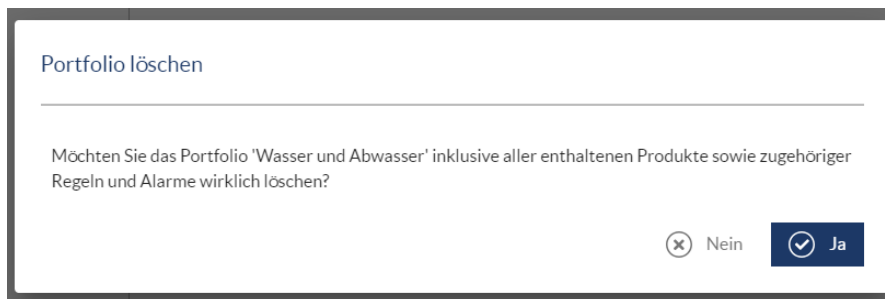 Portfolio löschen
Möchten Sie das Portfolio 'Wasser und Abwasser' inklusive aller enthaltenen Produkte sowie zugehöriger
Regeln und Alarme wirklich löschen?
Nein Ja